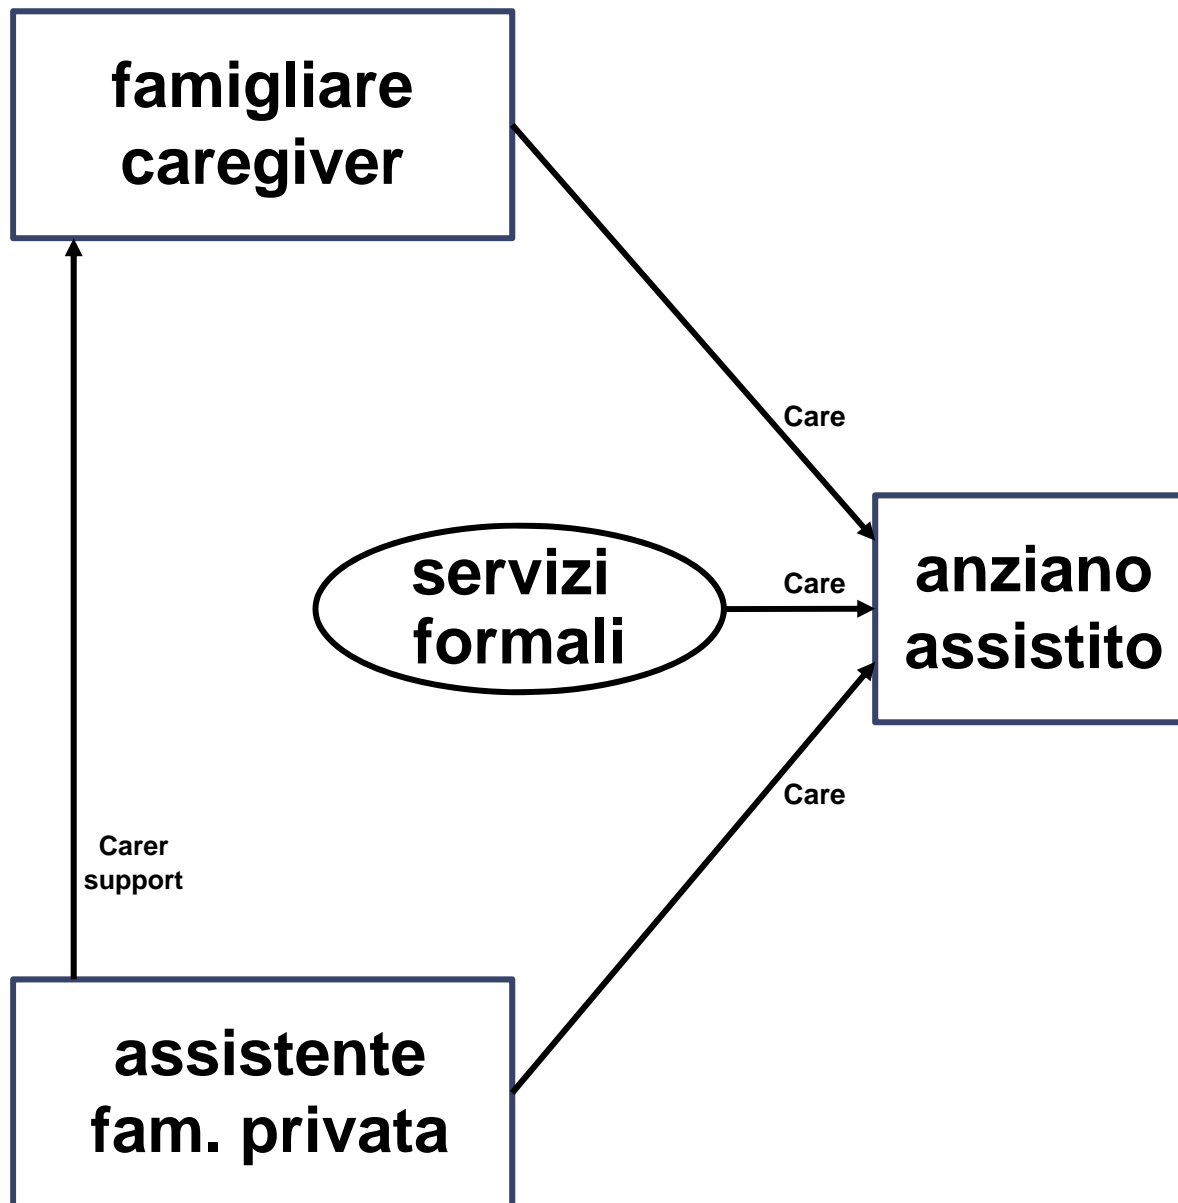 famigliare
caregiver
Care
servizi
formali
Care
anziano
assistito
Care
Carer
support
assistente
fam. privata